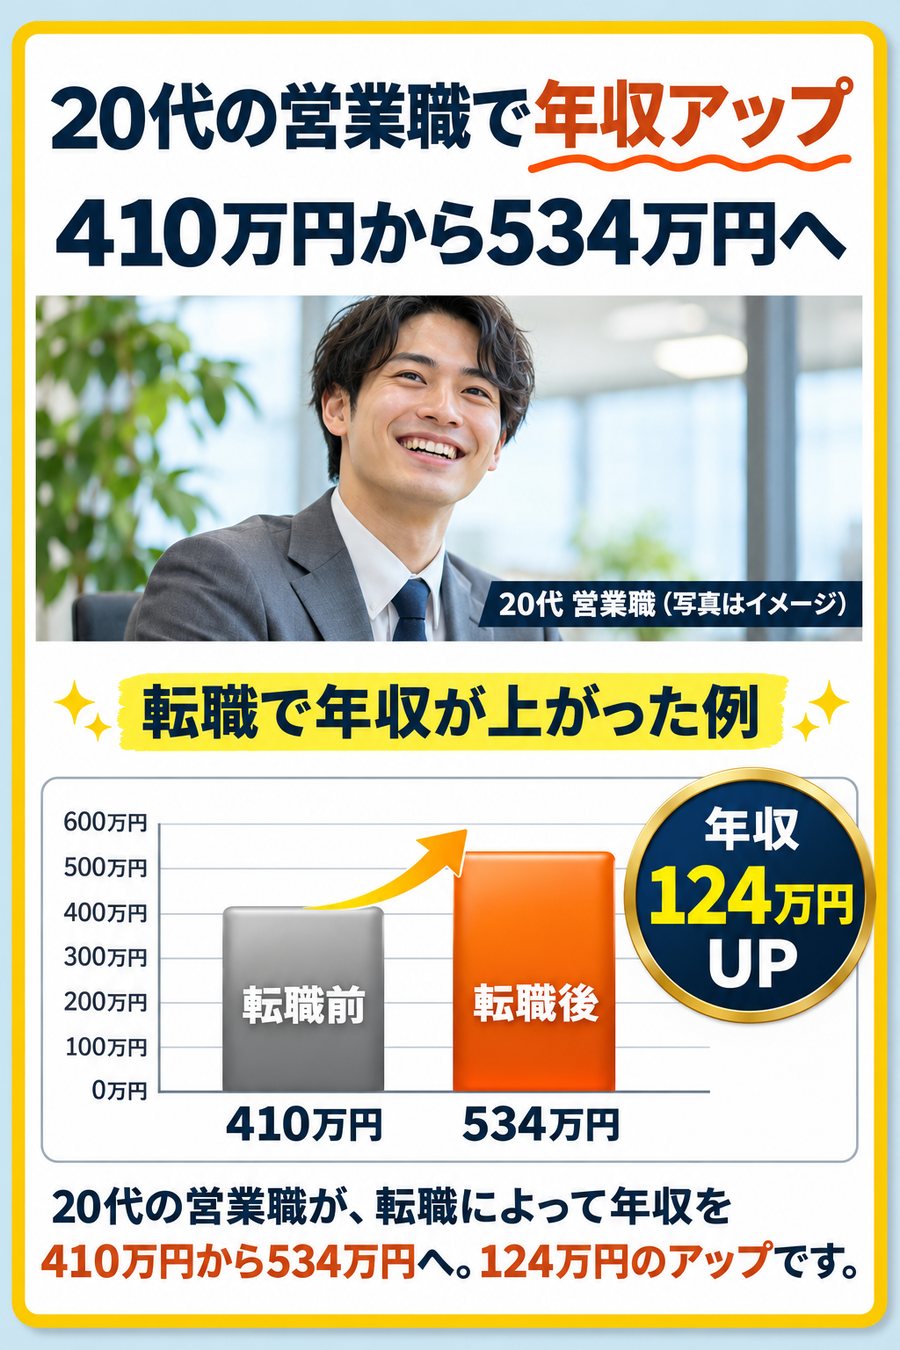 20代の営業職で年収アップ
410万円から534万円へ
20代 営業職（写真はイメージ）
転職で年収が上がった例
600万円
500万円
400万円
300万円
200万円
100万円
0万円
転職前
転職後
410万円
534万円
年収
124万円
UP
20代の営業職が、転職によって年収を
410万円から534万円へ。124万円のアップです。